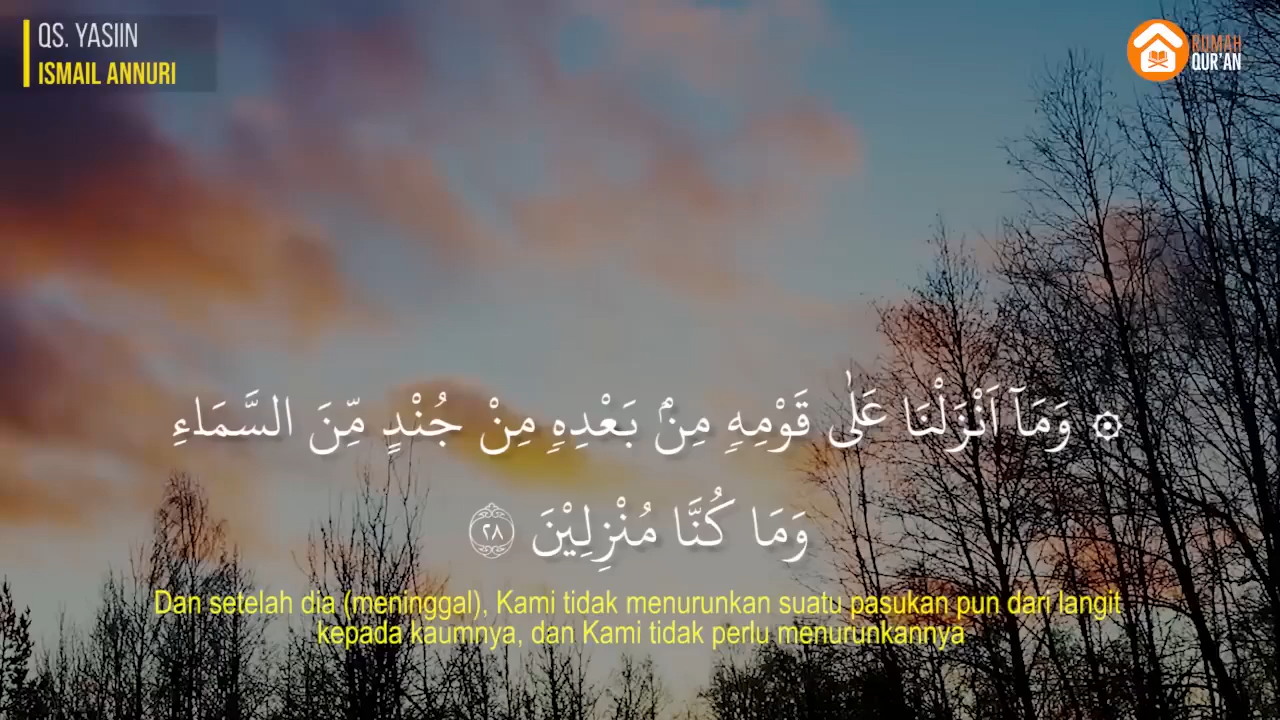 QS. YASIIN
ISMAIL ANNURI
RUMAH
QUR'AN
۞ وَمَآ اَنْزَلْنَا عَلٰى قَوْمِهٖ مِنْۢ بَعْدِهٖ مِنْ جُنْدٍ مِّنَ السَّمَاۤءِ
وَمَا كُنَّا مُنْزِلِيْنَ ٢٨
Dan setelah dia (meninggal), Kami tidak menurunkan suatu pasukan pun dari langit
kepada kaumnya, dan Kami tidak perlu menurunkannya